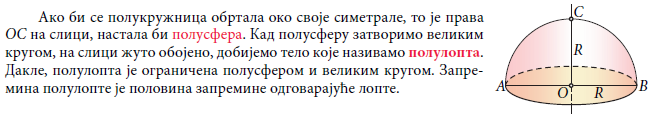 Ако би се полукружница обртала око своје симетрале, то је права
OC на слици, настала би полусфера. Кад полусферу затворимо великим
кругом, на слици жуто обојено, добијемо тело које називамо полулопта.
Дакле, полулопта је ограничена полусфером и великим кругом. Запре-
мина полулопте је половина запремине одговарајуће лопте.
C
R
A
O
R
B